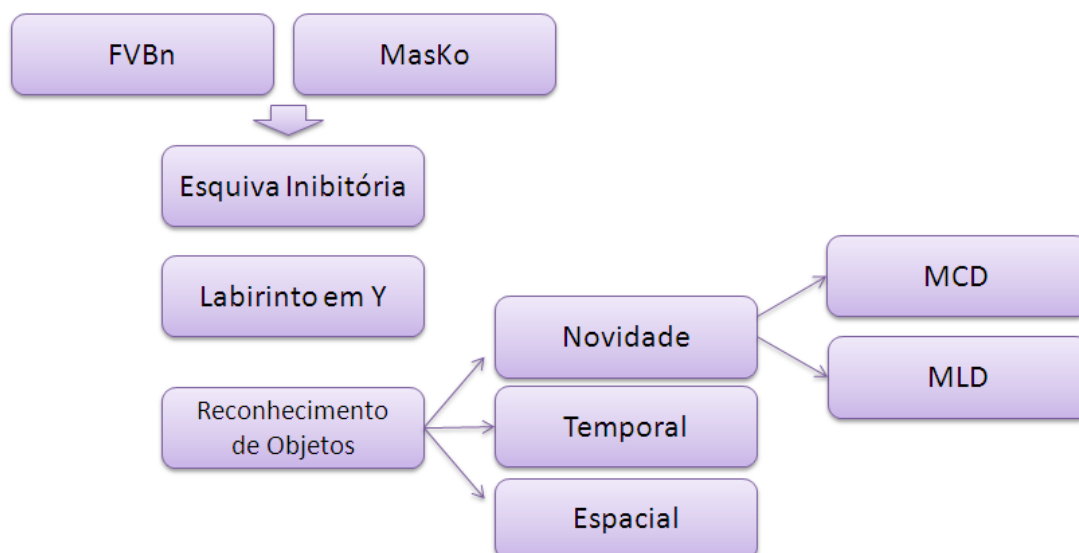 FVBn
MasKo
Esquiva Inibitória
Labirinto em Y
Reconhecimento
de Objetos
Novidade
Temporal
Espacial
MCD
MLD